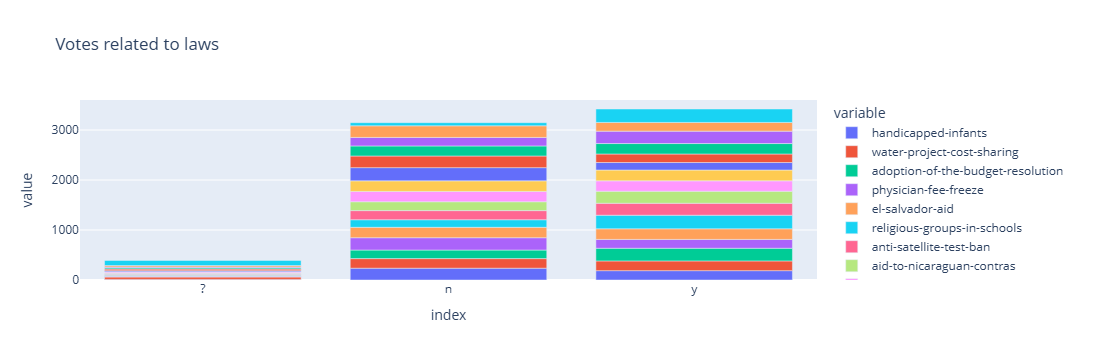 Votes related to laws
value
3000
2000
1000
0
?
n
y
index
variable
handicapped-infants
water-project-cost-sharing
adoption-of-the-budget-resolution
physician-fee-freeze
el-salvador-aid
religious-groups-in-schools
anti-satellite-test-ban
aid-to-nicaraguan-contras